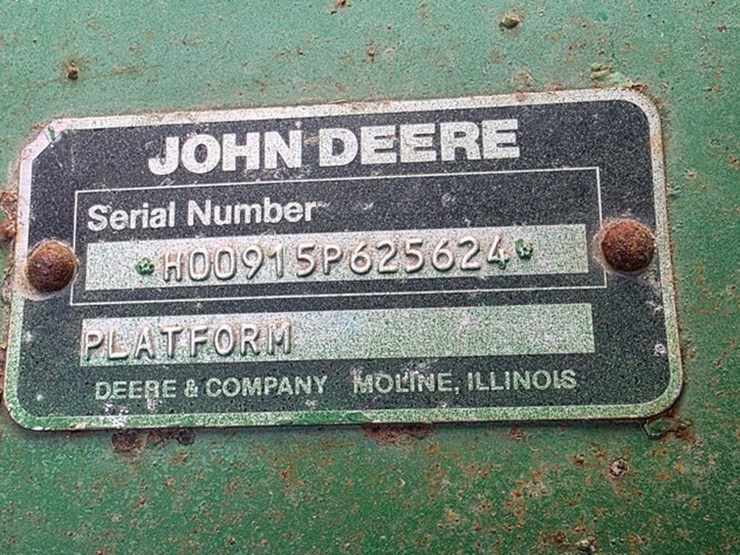 JOHN DEERE
Serial Number
*H00915P625624*
PLATFORM
DEERE & COMPANY MOLINE, ILLINOIS